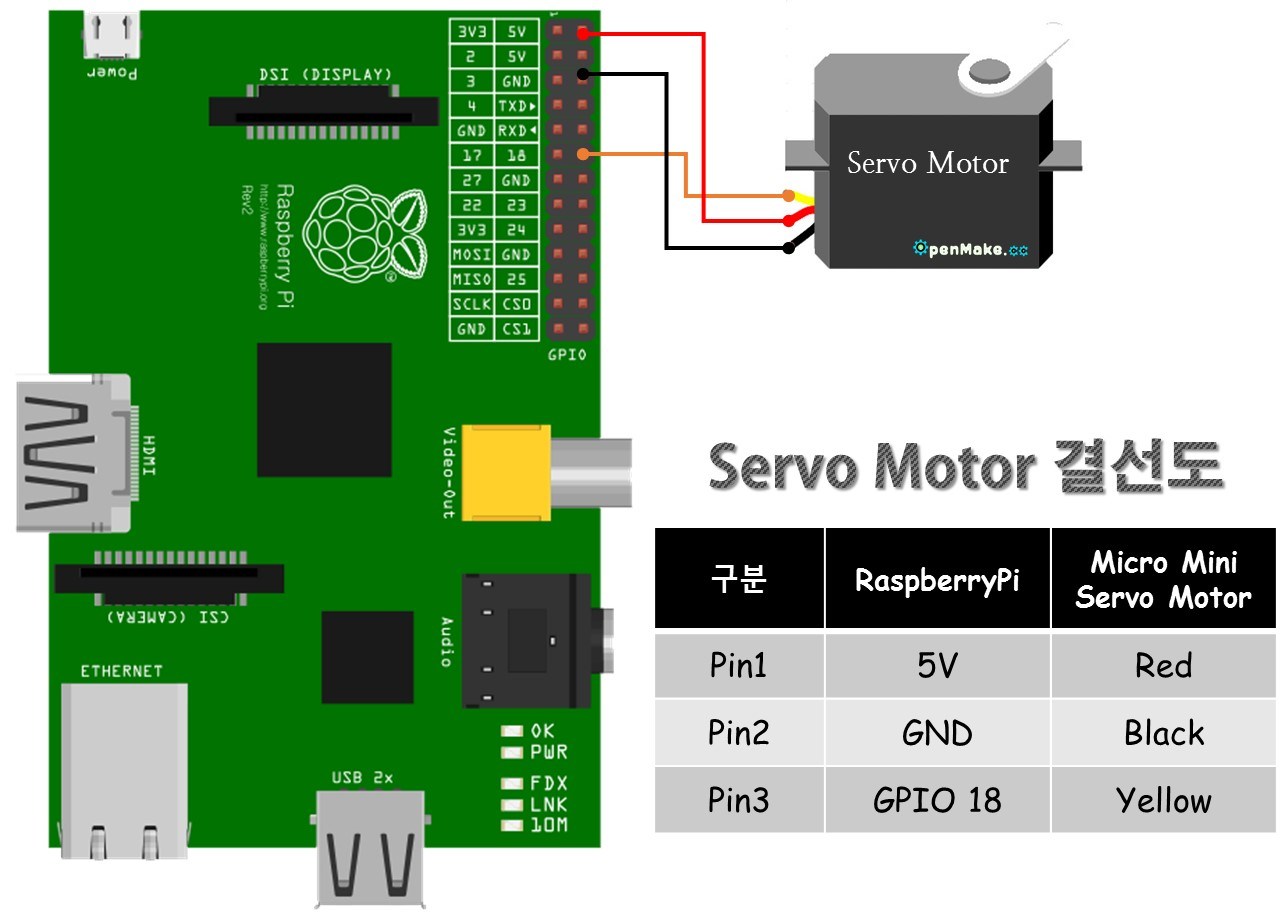 Power
DSI (DISPLAY)
1
3V3 5V
2 5V
3 GND
4 TXD▸
GND RXD◂
17 18
27 GND
22 23
3V3 24
MOSI GND
MISO 25
SCLK CS0
GND CS1
GPIO
Raspberry Pi
http://www.raspberrypi.org
Rev2
®
Servo Motor
OpenMake.cc
HDMI
Video-Out
CSI (CAMERA)
Audio
ETHERNET
OK
PWR
FDX
LNK
10M
USB 2x
Servo Motor 결선도
구분 RaspberryPi Micro Mini Servo Motor
Pin1 5V Red
Pin2 GND Black
Pin3 GPIO 18 Yellow